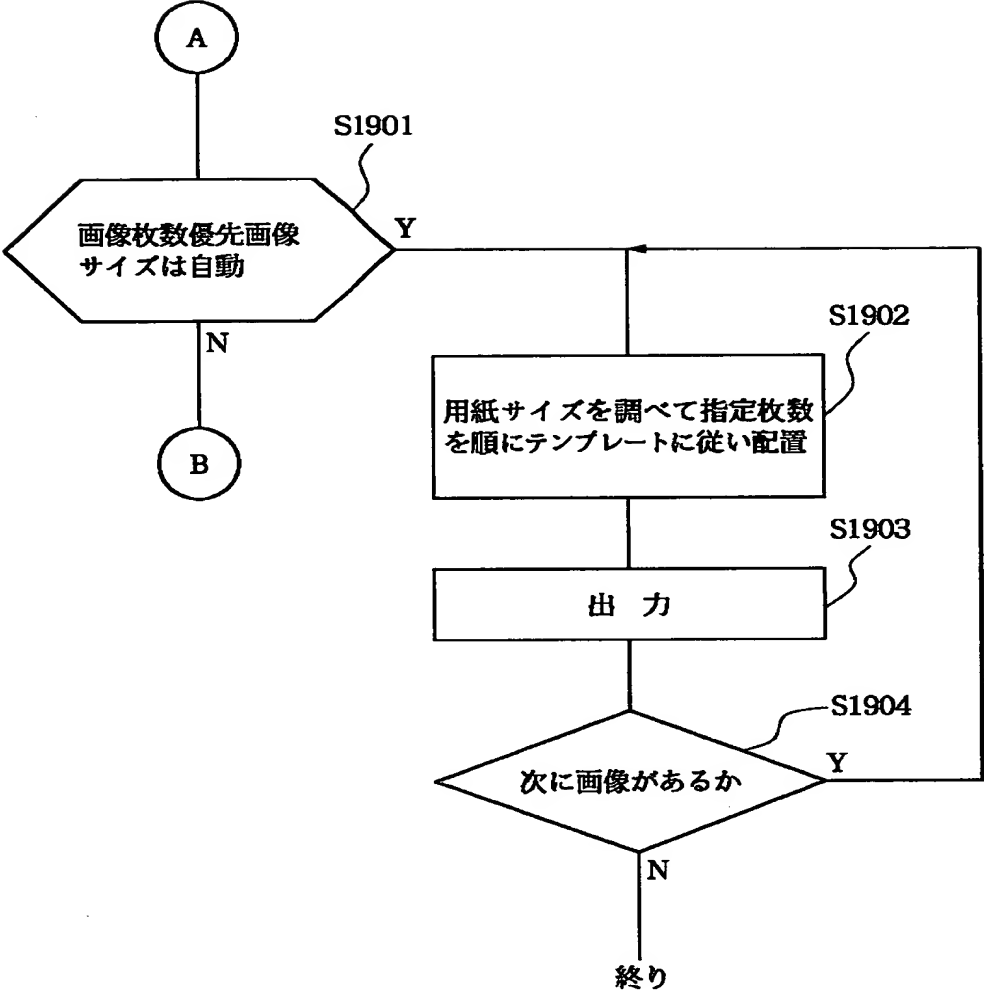 A
S1901
画像枚数優先画像
サイズは自動
Y
N
B
S1902
用紙サイズを調べて指定枚数
を順にテンプレートに従い配置
S1903
出 力
S1904
次に画像があるか
Y
N
終り